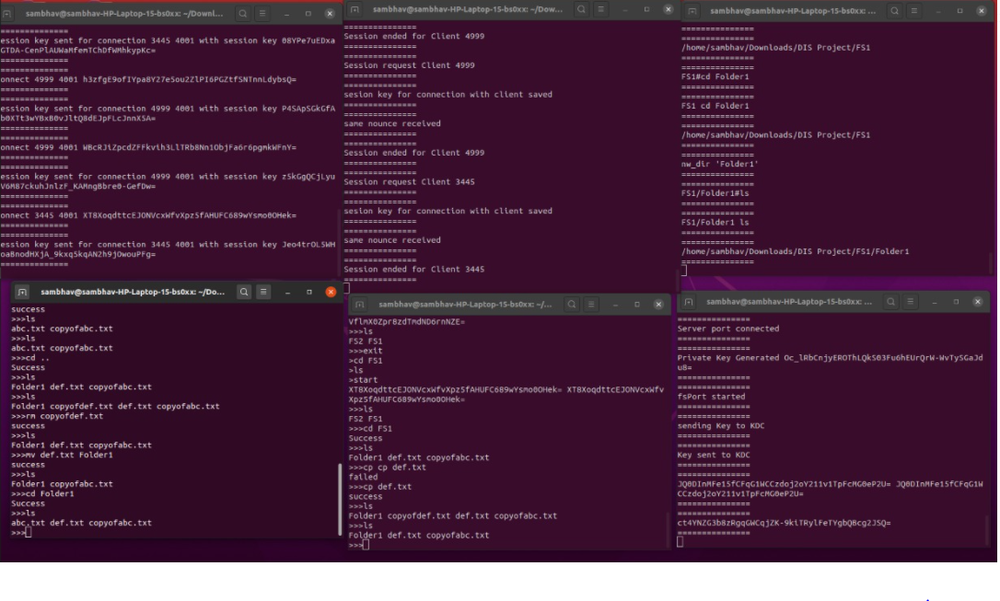 sambhav@sambhav-HP-Laptop-15-bs0xx: ~/Downl...
==============
ession key sent for connection 3445 4001 with session key 08YPe7uEDxa
GTDA-CenPlAUWaMfemTChDfWMhkypKc=
==============
==============
onnect 4999 4001 h3zfgE9ofIYpa8Y27eSou2ZlPI6PGZtfSNTnnLdybsQ=
==============
==============
ession key sent for connection 4999 4001 with session key P4SApSGkGfA
b0XTt3wYBxB0vJltQ8dEJpFLcJnnXSA=
==============
==============
onnect 4999 4001 WBcRJiZpcdZFFkvih3LlTRb8Nn1ObjFa6r6pgmkWFnY=
==============
==============
ession key sent for connection 4999 4001 with session key z5kGgQCjLyu
V6M87ckuhJnlzF_KAMngBbre0-GefDw=
==============
==============
onnect 3445 4001 XT8XoqdttcEJONVcxWfvXpz5fAHUFC689wYsmo0OHek=
==============
==============
ession key sent for connection 3445 4001 with session key Jeo4trOL5WH
oaBnodHXjA_9kxq5kqAN2h9jOwouPFg=
==============
sambhav@sambhav-HP-Laptop-15-bs0xx: ~/Dow...
===============
Session ended for Client 4999
===============
===============
Session request Client 4999
===============
===============
sesion key for connection with client saved
===============
===============
same nounce received
===============
===============
Session ended for Client 4999
===============
===============
Session request Client 3445
===============
===============
sesion key for connection with client saved
===============
===============
same nounce received
===============
===============
Session ended for Client 3445
===============
sambhav@sambhav-HP-Laptop-15-bs0xx: ...
===============
===============
/home/sambhav/Downloads/DIS Project/FS1
===============
===============
FS1#cd Folder1
===============
===============
FS1 cd Folder1
===============
===============
/home/sambhav/Downloads/DIS Project/FS1
===============
===============
nw_dir 'Folder1'
===============
===============
FS1/Folder1#ls
===============
===============
FS1/Folder1 ls
===============
===============
/home/sambhav/Downloads/DIS Project/FS1/Folder1
===============
sambhav@sambhav-HP-Laptop-15-bs0xx: ~/Do...
success
>>>ls
abc.txt copyofabc.txt
>>>ls
abc.txt copyofabc.txt
>>>cd ..
Success
>>>ls
Folder1 def.txt copyofabc.txt
>>>ls
Folder1 copyofdef.txt def.txt copyofabc.txt
>>>rm copyofdef.txt
success
>>>ls
Folder1 def.txt copyofabc.txt
>>>mv def.txt Folder1
success
>>>ls
Folder1 copyofabc.txt
>>>cd Folder1
Success
>>>ls
abc.txt def.txt copyofabc.txt
>>>
sambhav@sambhav-HP-Laptop-15-bs0xx: ~/...
VflmX0ZprBzdTmdND6rnNZE=
>>>ls
FS2 FS1
>>>exit
>cd FS1
>ls
>start
XT8XoqdttcEJONVcxWfvXpz5fAHUFC689wYsmo0OHek= XT8XoqdttcEJONVcxWfv
Xpz5fAHUFC689wYsmo0OHek=
>>>ls
FS2 FS1
>>>cd FS1
Success
>>>ls
Folder1 def.txt copyofabc.txt
>>>cp cp def.txt
failed
>>>cp def.txt
success
>>>ls
Folder1 copyofdef.txt def.txt copyofabc.txt
>>>ls
Folder1 def.txt copyofabc.txt
>>>
sambhav@sambhav-HP-Laptop-15-bs0xx: ...
===============
Server port connected
===============
===============
Private Key Generated Oc_lRbCnjyEROThLQkS03Fu6hEUrQrW-WvTySGaJd
u8=
===============
===============
fsPort started
===============
===============
sending Key to KDC
===============
===============
Key sent to KDC
===============
===============
JQ0DInMFe15fCFqG1WCCzdoj2oY211v1TpFcMG0eP2U= JQ0DInMFe15fCFqG1W
CCzdoj2oY211v1TpFcMG0eP2U=
===============
===============
ct4YNZG3b8zRgqGWCqjZK-9kiTRylFeTYgbQBcg2JSQ=
===============